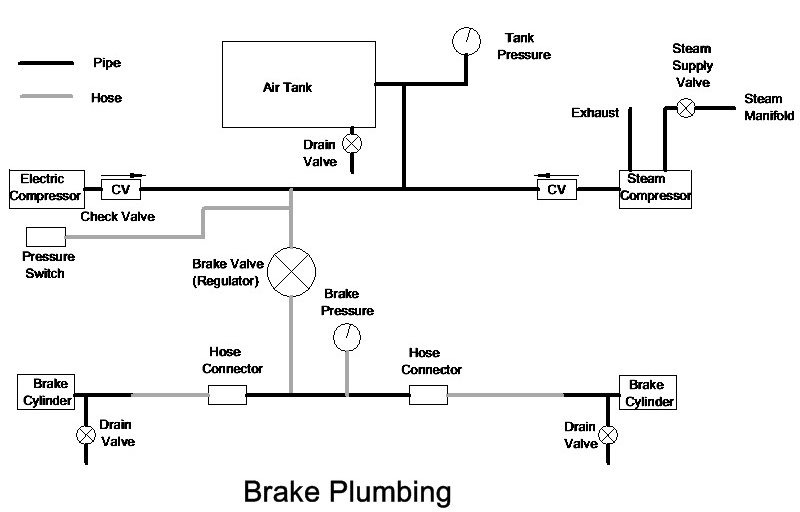 Pipe
Hose
Air Tank
Tank
Pressure
Steam
Supply
Valve
Steam
Manifold
Exhaust
Drain
Valve
Electric
Compressor
CV
Check Valve
CV
Steam
Compressor
Pressure
Switch
Brake Valve
(Regulator)
Brake
Pressure
Hose
Connector
Hose
Connector
Brake
Cylinder
Brake
Cylinder
Drain
Valve
Drain
Valve
Brake Plumbing